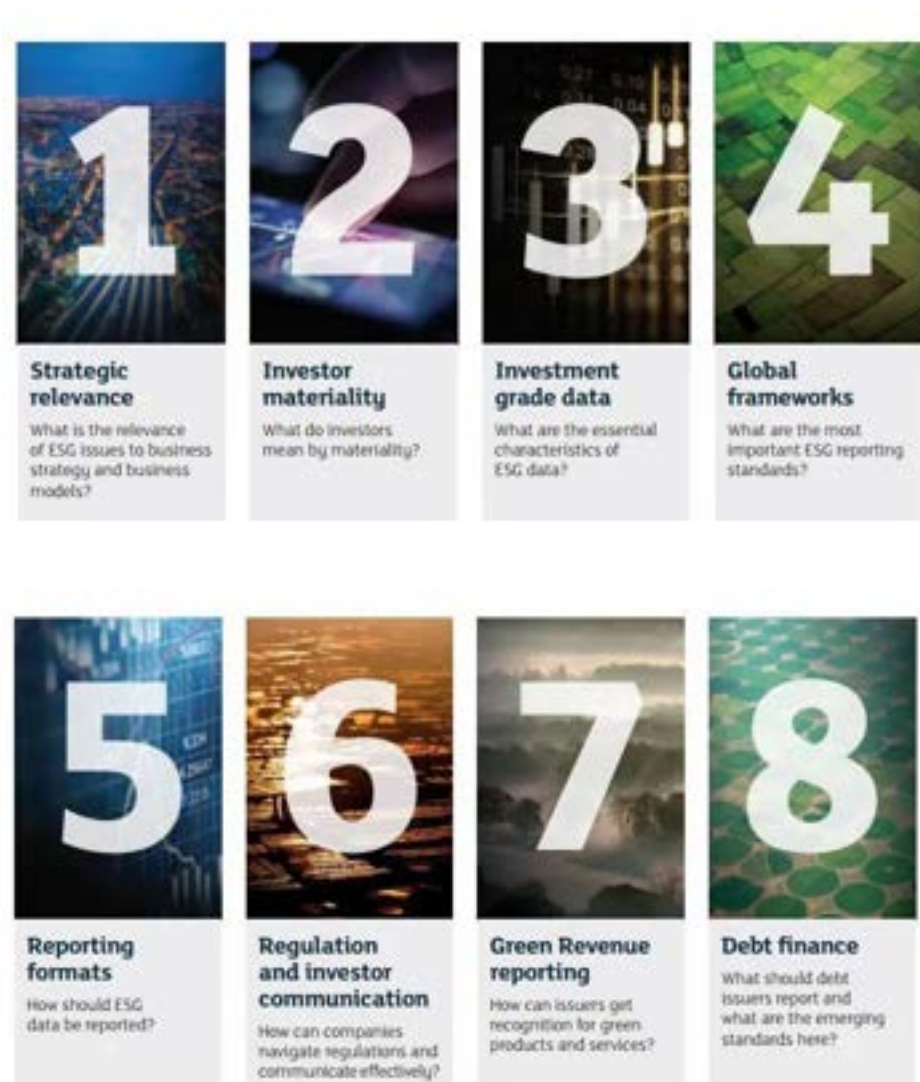 1
2
3
4
Strategic
relevance
What is the relevance
of ESG issues to business
strategy and business
models?
Investor
materiality
What do investors
mean by materiality?
Investment
grade data
What are the essential
characteristics of
ESG data?
Global
frameworks
What are the most
important ESG reporting
standards?
5
6
7
8
Reporting
formats
How should ESG
data be reported?
Regulation
and investor
communication
How can companies
navigate regulations and
communicate effectively?
Green Revenue
reporting
How can issuers get
recognition for green
products and services?
Debt finance
What should debt
issuers report and
what are the emerging
standards here?